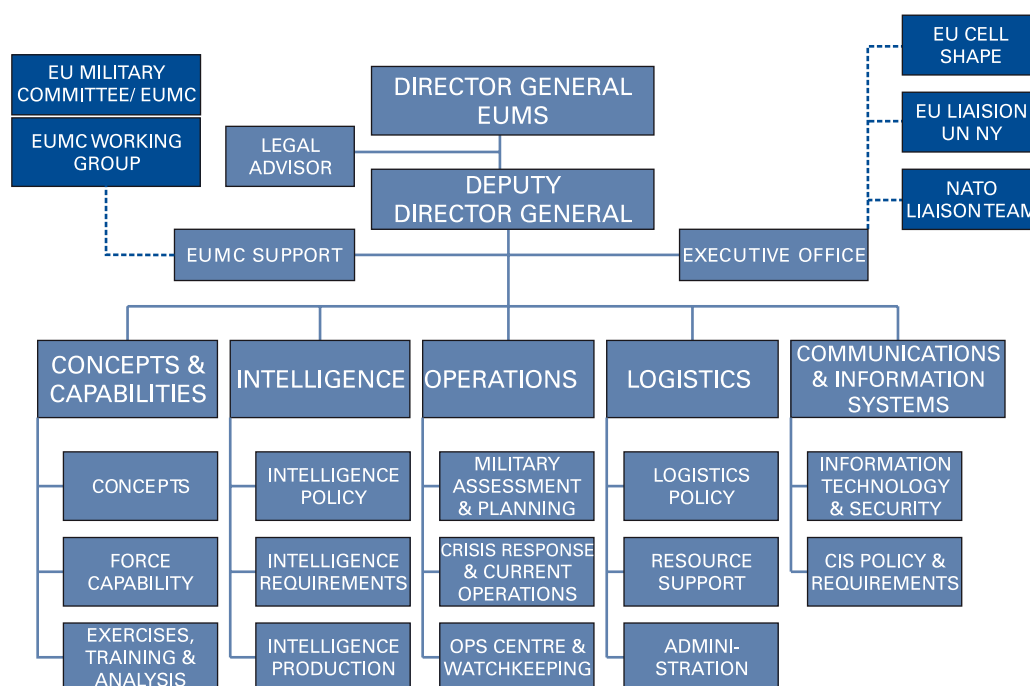 EU MILITARY
COMMITTEE/ EUMC
EUMC WORKING
GROUP
DIRECTOR GENERAL
EUMS
LEGAL
ADVISOR
DEPUTY
DIRECTOR GENERAL
EU CELL
SHAPE
EU LIAISION
UN NY
NATO
LIAISON TEAM
EUMC SUPPORT
EXECUTIVE OFFICE
CONCEPTS &
CAPABILITIES
INTELLIGENCE
OPERATIONS
LOGISTICS
COMMUNICATIONS
& INFORMATION
SYSTEMS
CONCEPTS
FORCE
CAPABILITY
EXERCISES,
TRAINING &
ANALYSIS
INTELLIGENCE
POLICY
INTELLIGENCE
REQUIREMENTS
INTELLIGENCE
PRODUCTION
MILITARY
ASSESSMENT
& PLANNING
CRISIS RESPONSE
& CURRENT
OPERATIONS
OPS CENTRE &
WATCHKEEPING
LOGISTICS
POLICY
RESOURCE
SUPPORT
ADMINI-
STRATION
INFORMATION
TECHNOLOGY
& SECURITY
CIS POLICY &
REQUIREMENTS